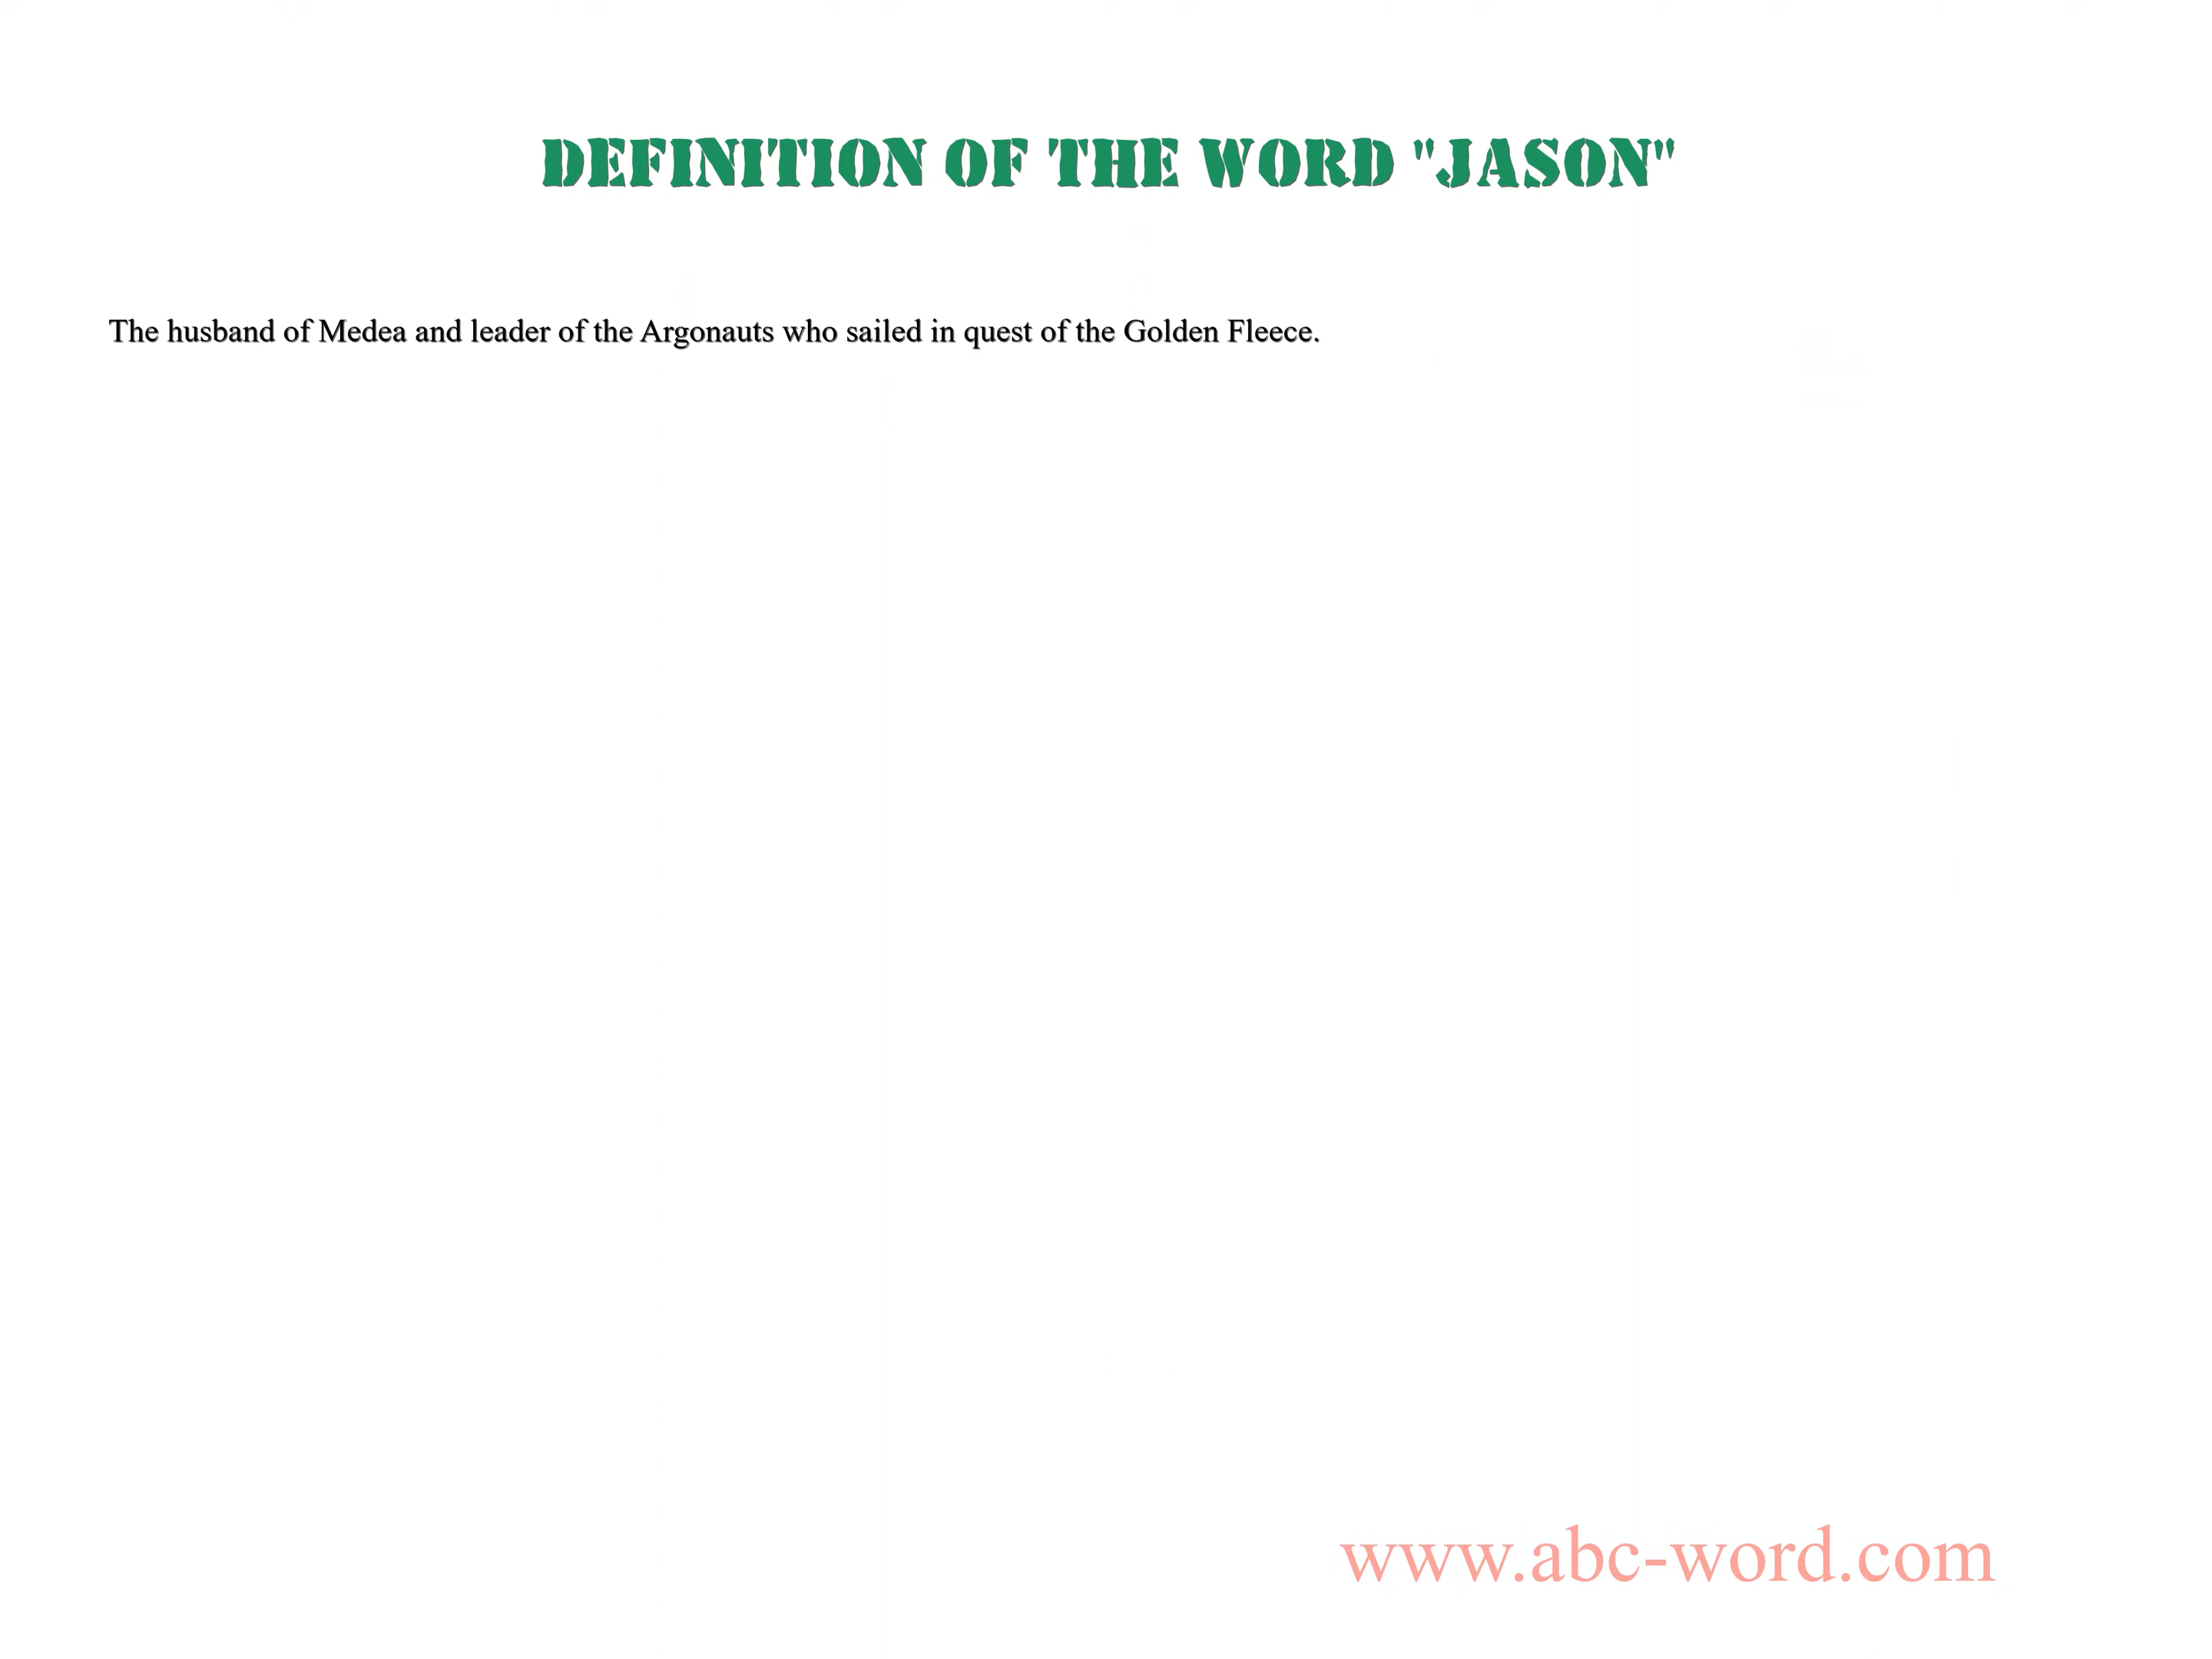 DEFINITION OF THE WORD "JASON"
The husband of Medea and leader of the Argonauts who sailed in quest of the Golden Fleece.
www.abc-word.com